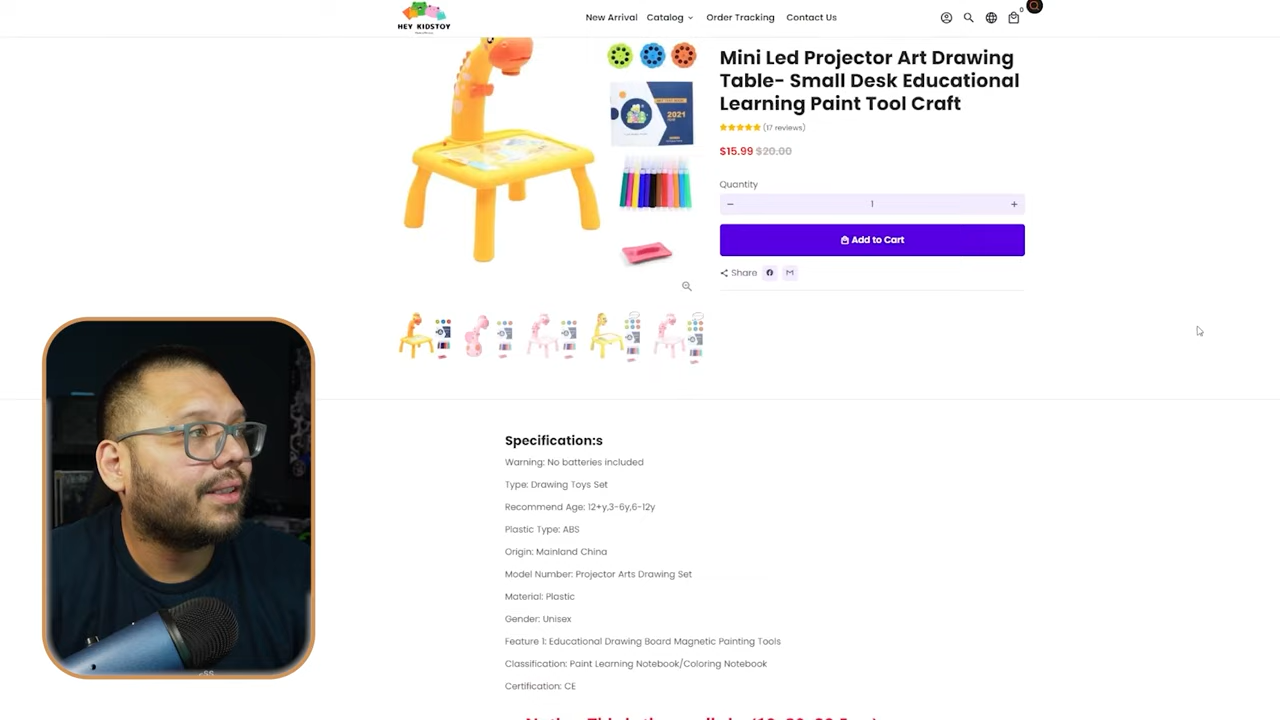 HEY KIDSTOY
New Arrival Catalog Order Tracking Contact Us
0
Mini Led Projector Art Drawing
Table- Small Desk Educational
Learning Paint Tool Craft
(17 reviews)
$15.99 $20.00
Quantity
− 1 +
Add to Cart
Share
2021
Specification:s
Warning: No batteries included
Type: Drawing Toys Set
Recommend Age: 12+y,3-6y,6-12y
Plastic Type: ABS
Origin: Mainland China
Model Number: Projector Arts Drawing Set
Material: Plastic
Gender: Unisex
Feature 1: Educational Drawing Board Magnetic Painting Tools
Classification: Paint Learning Notebook/Coloring Notebook
Certification: CE